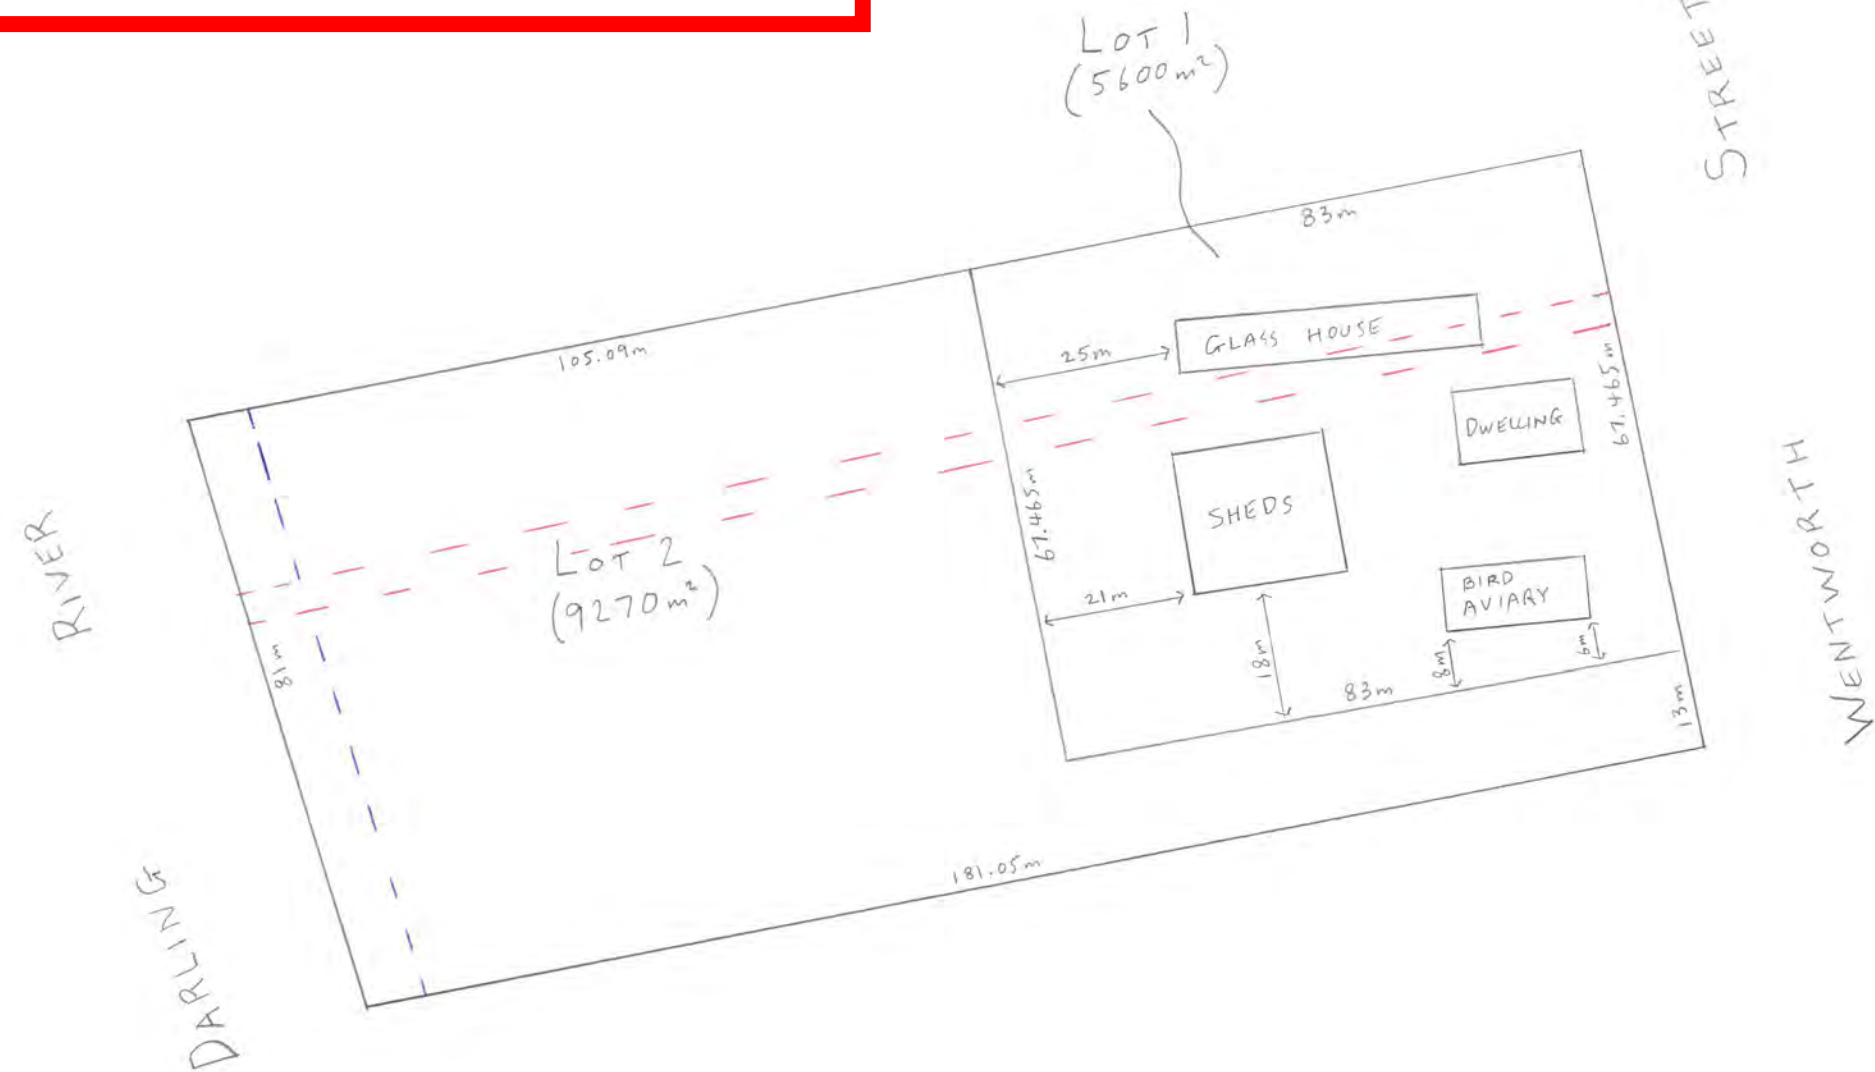 LOT 1
(5600m²)
STREET
83m
105.09m
25m
GLASS HOUSE
67.465m
DWELLING
67.465m
SHEDS
WENTWORTH
RIVER
LOT 2
(9270m²)
21m
BIRD
AVIARY
81m
18m
8m
6m
83m
13m
181.05m
DARLING